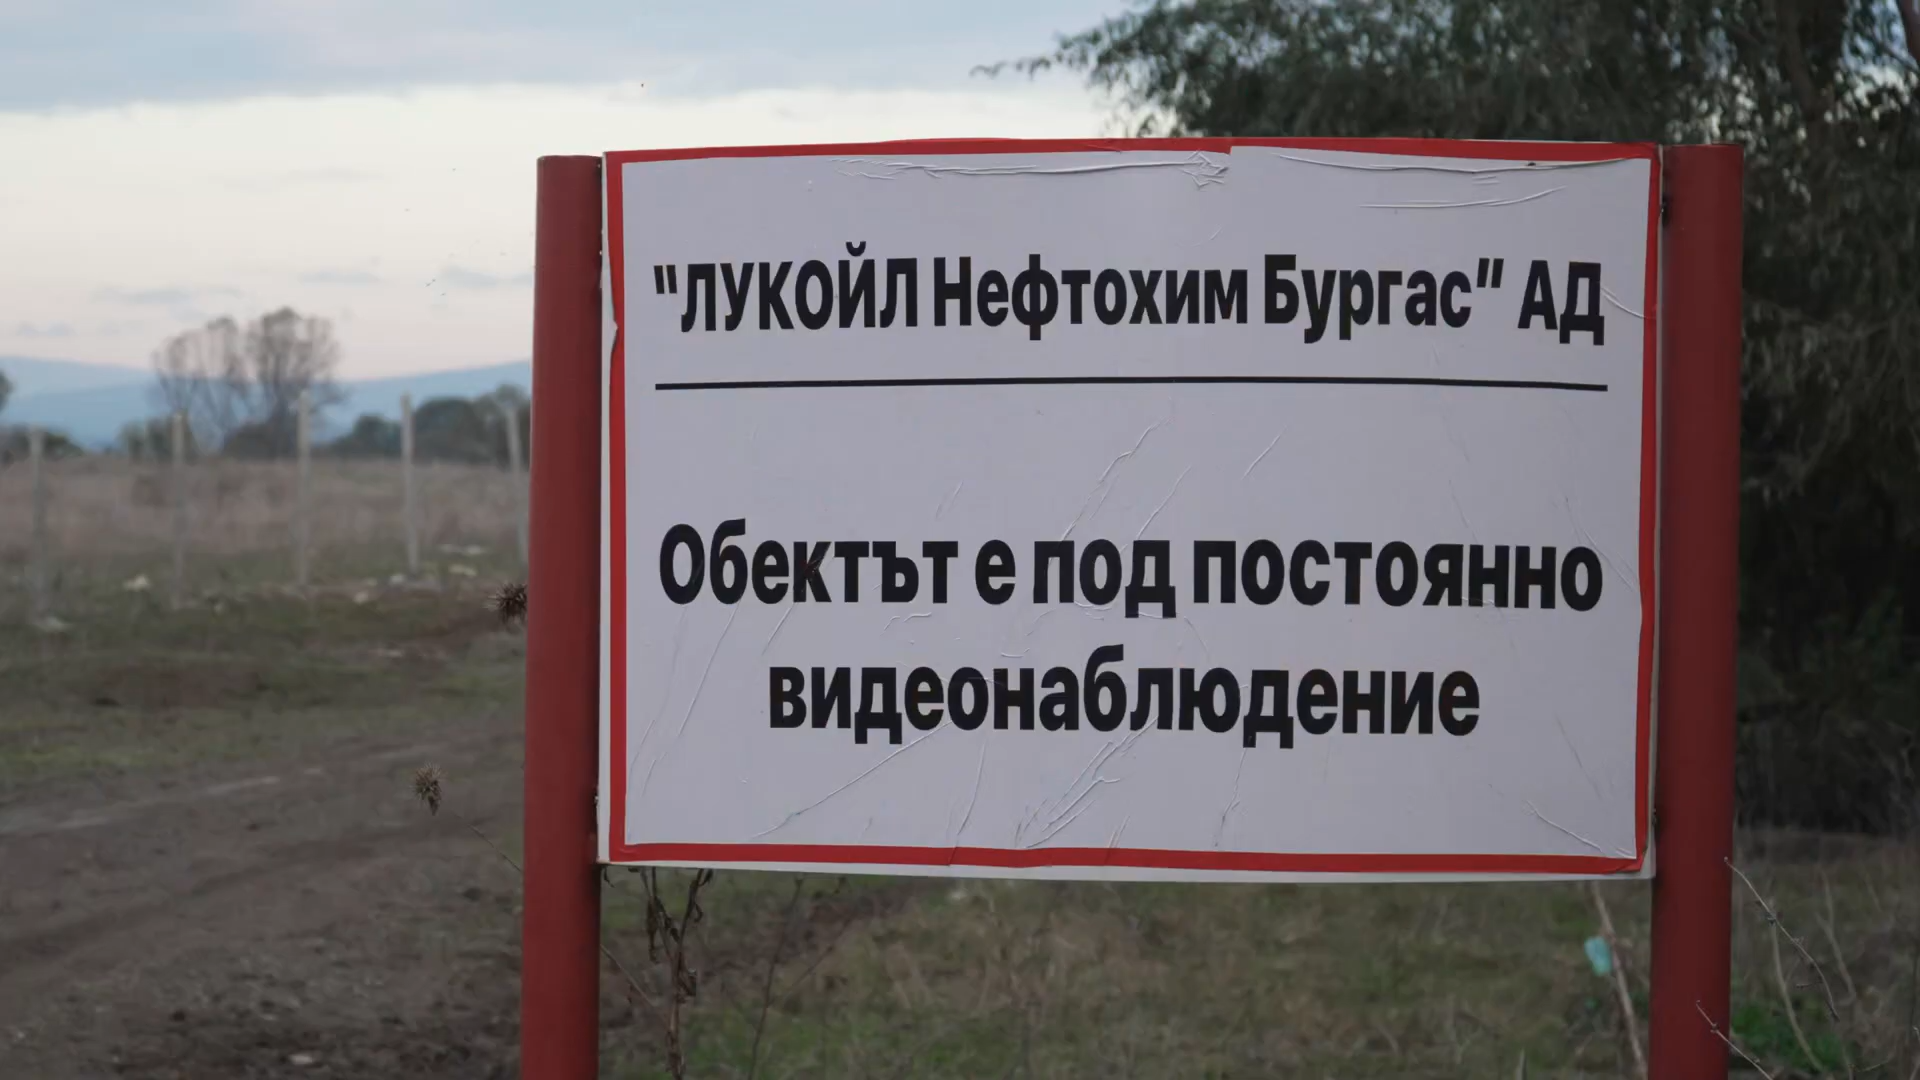 "ЛУКОЙЛ Нефтохим Бургас" АД
Обектът е под постоянно
видеонаблюдение